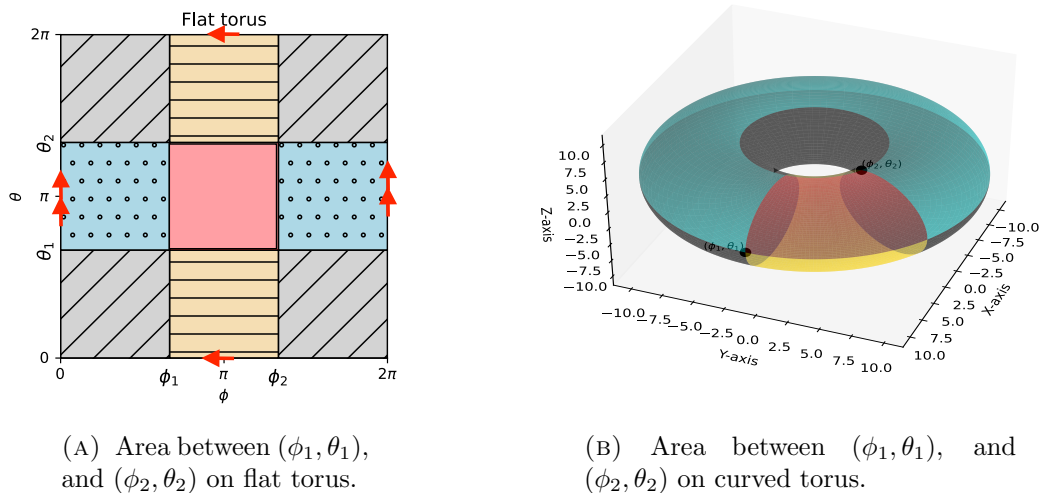 Flat torus
2π
θ₂
π
θ
θ₁
0
0
ϕ₁
π
ϕ₂
2π
ϕ
(ϕ₂, θ₂)
(ϕ₁, θ₁)
10.0
7.5
5.0
2.5
0.0
−2.5
−5.0
−7.5
−10.0
Z-axis
−10.0
−7.5
−5.0
−2.5
0.0
2.5
5.0
7.5
10.0
Y-axis
−10.0
−7.5
−5.0
−2.5
0.0
2.5
5.0
7.5
10.0
X-axis
(A) Area between (ϕ₁, θ₁),
and (ϕ₂, θ₂) on flat torus.
(B) Area between (ϕ₁, θ₁), and
(ϕ₂, θ₂) on curved torus.